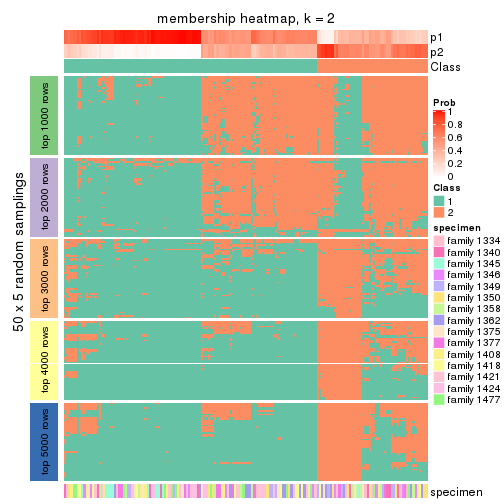 membership heatmap, k = 2
p1
p2
Class
50 x 5 random samplings
top 1000 rows
top 2000 rows
top 3000 rows
top 4000 rows
top 5000 rows
specimen
Prob
1
0.8
0.6
0.4
0.2
0
Class
1
2
specimen
family 1334
family 1340
family 1345
family 1346
family 1349
family 1350
family 1358
family 1362
family 1375
family 1377
family 1408
family 1418
family 1421
family 1424
family 1477